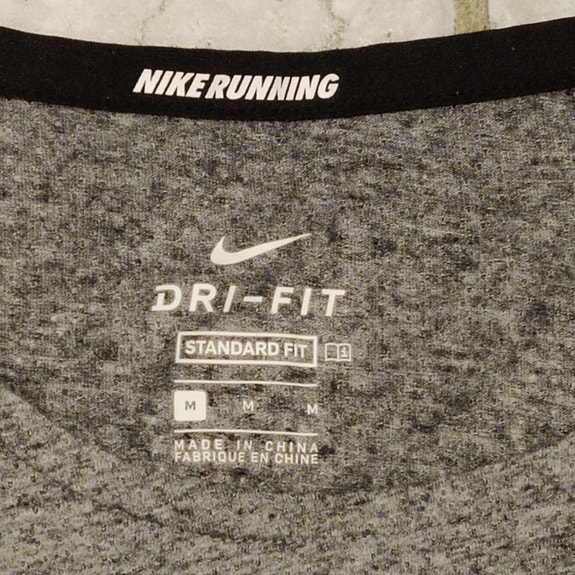 NIKE RUNNING
DRI-FIT
STANDARD FIT
M M M
MADE IN CHINA
FABRIQUE EN CHINE